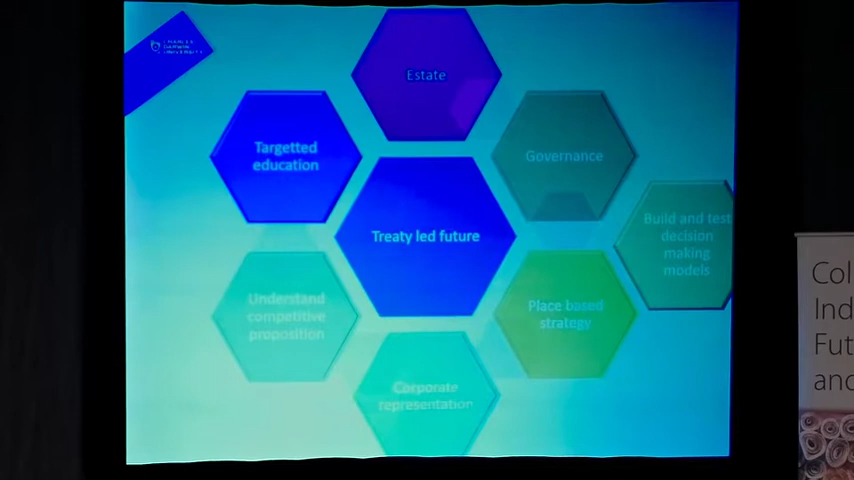 Estate
Targetted
education
Governance
Treaty led future
Build and test
decision
making
models
Understand
competitive
proposition
Place based
strategy
Corporate
representation
Col
Ind
Fut
and